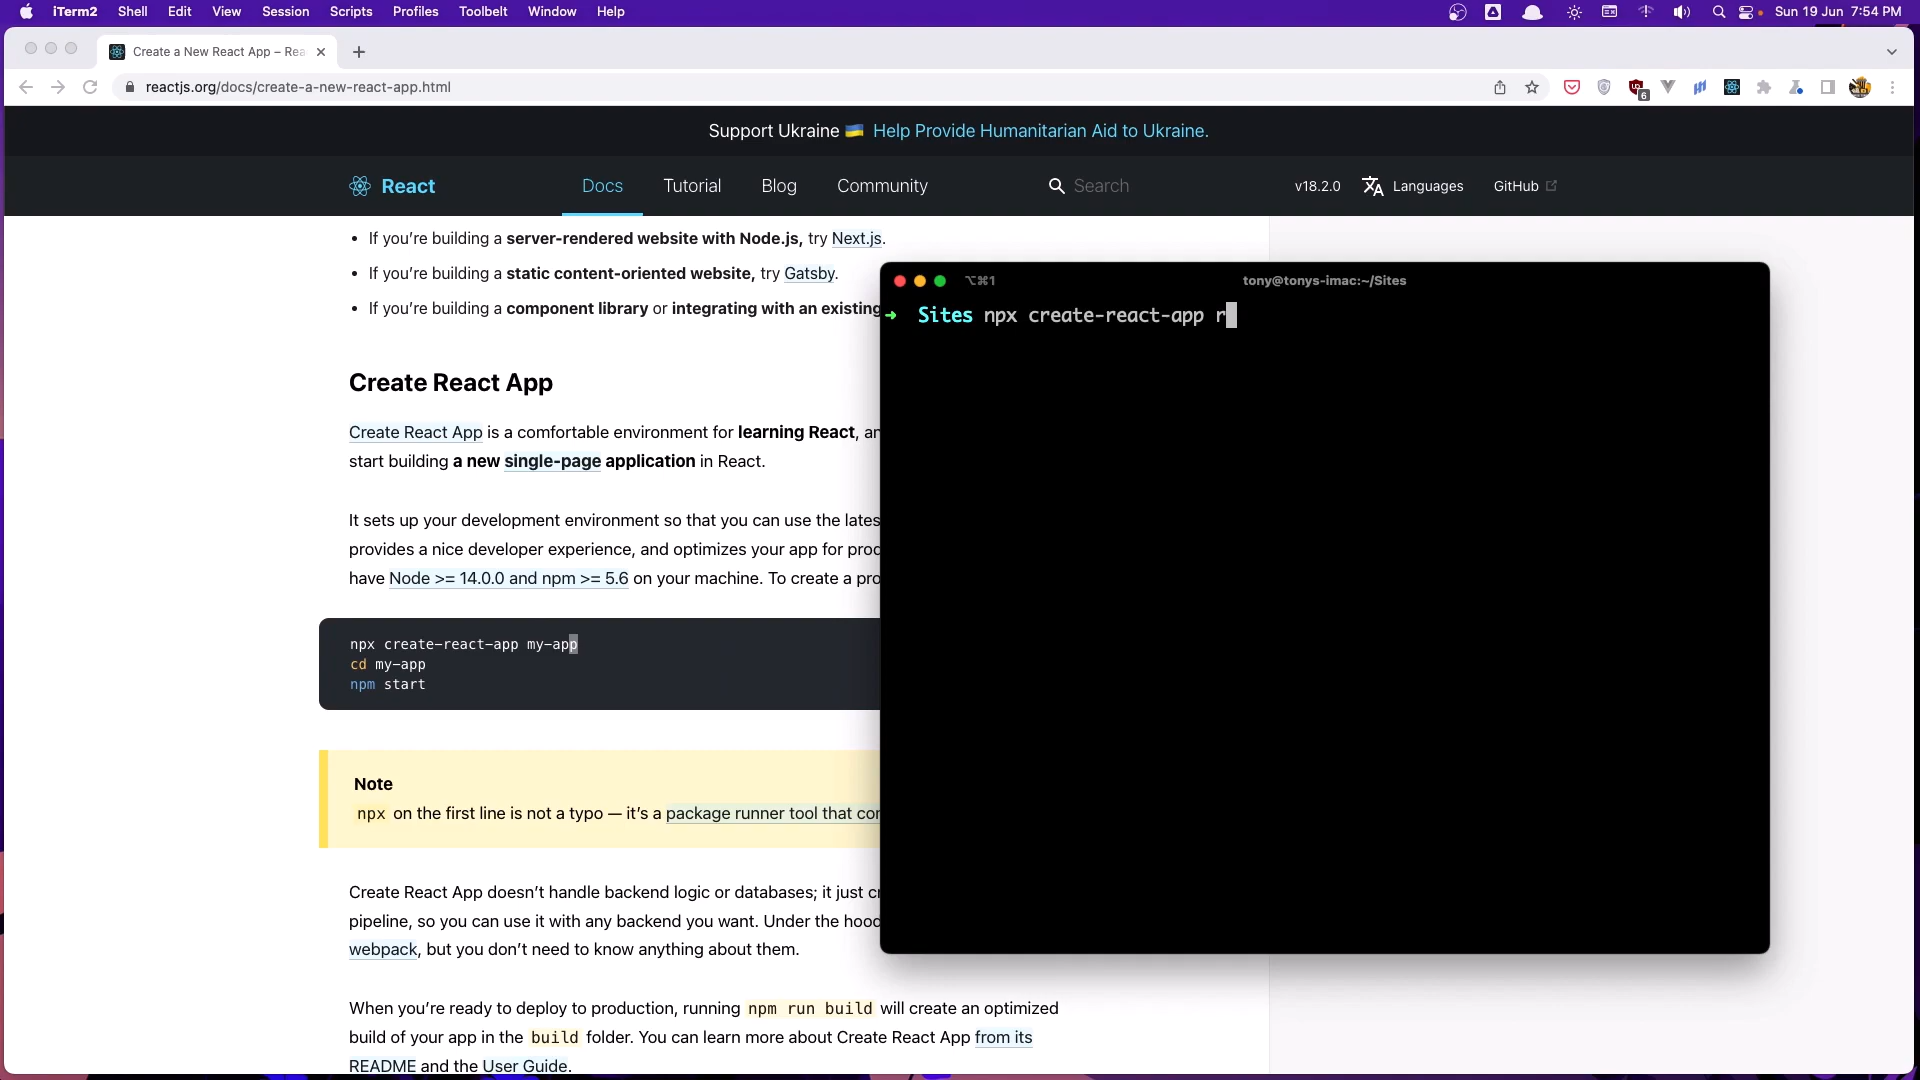 iTerm2 Shell Edit View Session Scripts Profiles Toolbelt Window Help Sun 19 Jun 7:54 PM
Create a New React App – Rea
reactjs.org/docs/create-a-new-react-app.html
6
Support Ukraine 🇺🇦 Help Provide Humanitarian Aid to Ukraine.
React Docs Tutorial Blog Community Search v18.2.0 Languages GitHub
• If you’re building a server-rendered website with Node.js, try Next.js.
• If you’re building a static content-oriented website, try Gatsby.
• If you’re building a component library or integrating with an existing
Create React App
Create React App is a comfortable environment for learning React, an
start building a new single-page application in React.
It sets up your development environment so that you can use the lates
provides a nice developer experience, and optimizes your app for prod
have Node >= 14.0.0 and npm >= 5.6 on your machine. To create a pro
npx create-react-app my-app
cd my-app
npm start
Note
npx on the first line is not a typo — it’s a package runner tool that con
Create React App doesn’t handle backend logic or databases; it just cr
pipeline, so you can use it with any backend you want. Under the hood
webpack, but you don’t need to know anything about them.
When you’re ready to deploy to production, running npm run build will create an optimized
build of your app in the build folder. You can learn more about Create React App from its
README and the User Guide.
⌥⌘1 tony@tonys-imac:~/Sites
➜ Sites npx create-react-app r